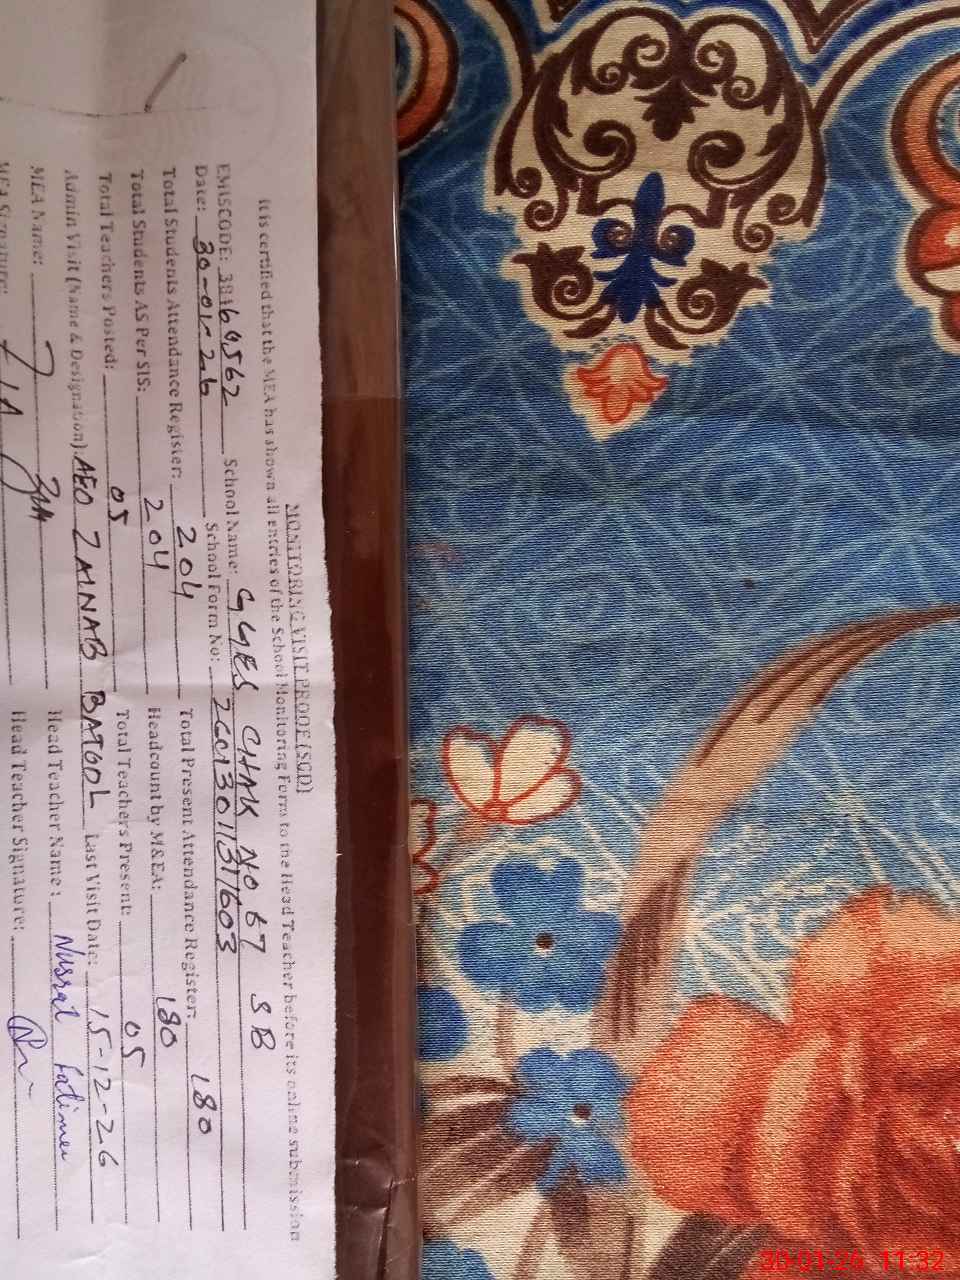 MONITORING VISIT PROOF (SGD)
It is certified that the MEA has shown all entries of the School Monitoring Form to the Head Teacher before its online submission
EMISCODE: 38160562 School Name: GGES CHAK NO 67 SB
Date: 30-01-26 School Form No:
Total Students Attendance Register: 204 Total Present Attendance Register: 180
Total Students AS Per SIS: 204 Headcount by M&EA: 180
Total Teachers Posted: 05 Total Teachers Present: 05
Admin Visit (Name & Designation): AEO ZAINAB BATOOL Last Visit Date: 15-12-26
MEA Name: Head Teacher Name: Nusrat Fatima
MEA Signature: Head Teacher Signature:
30-01-26 11:32